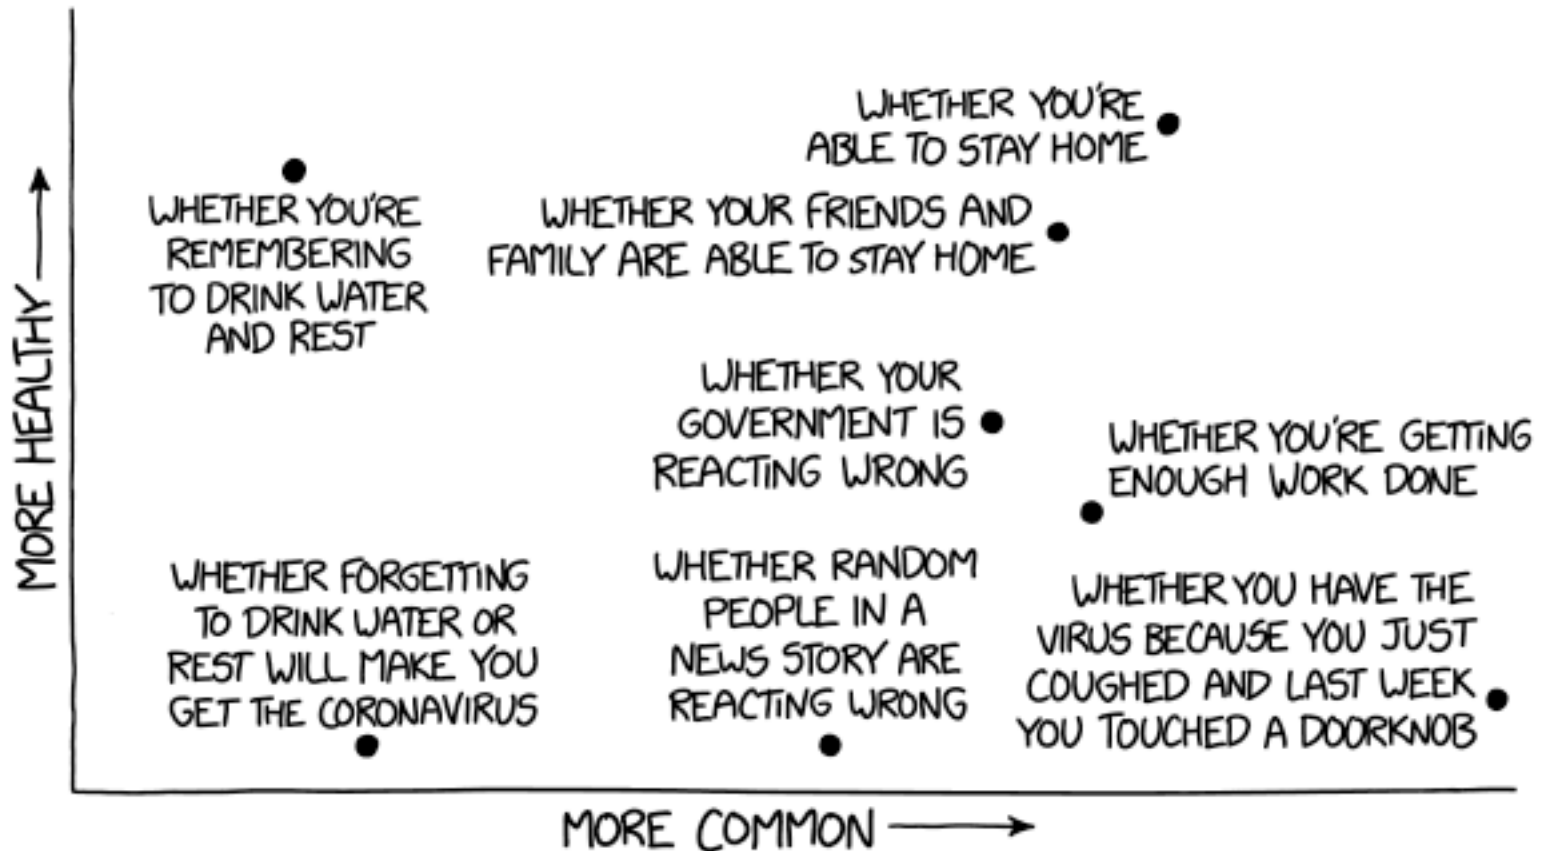 WHETHER YOU'RE
ABLE TO STAY HOME
WHETHER YOU'RE
REMEMBERING
TO DRINK WATER
AND REST
WHETHER YOUR FRIENDS AND
FAMILY ARE ABLE TO STAY HOME
MORE HEALTHY
WHETHER YOUR
GOVERNMENT IS
REACTING WRONG
WHETHER YOU'RE GETTING
ENOUGH WORK DONE
WHETHER FORGETTING
TO DRINK WATER OR
REST WILL MAKE YOU
GET THE CORONAVIRUS
WHETHER RANDOM
PEOPLE IN A
NEWS STORY ARE
REACTING WRONG
WHETHER YOU HAVE THE
VIRUS BECAUSE YOU JUST
COUGHED AND LAST WEEK
YOU TOUCHED A DOORKNOB
MORE COMMON